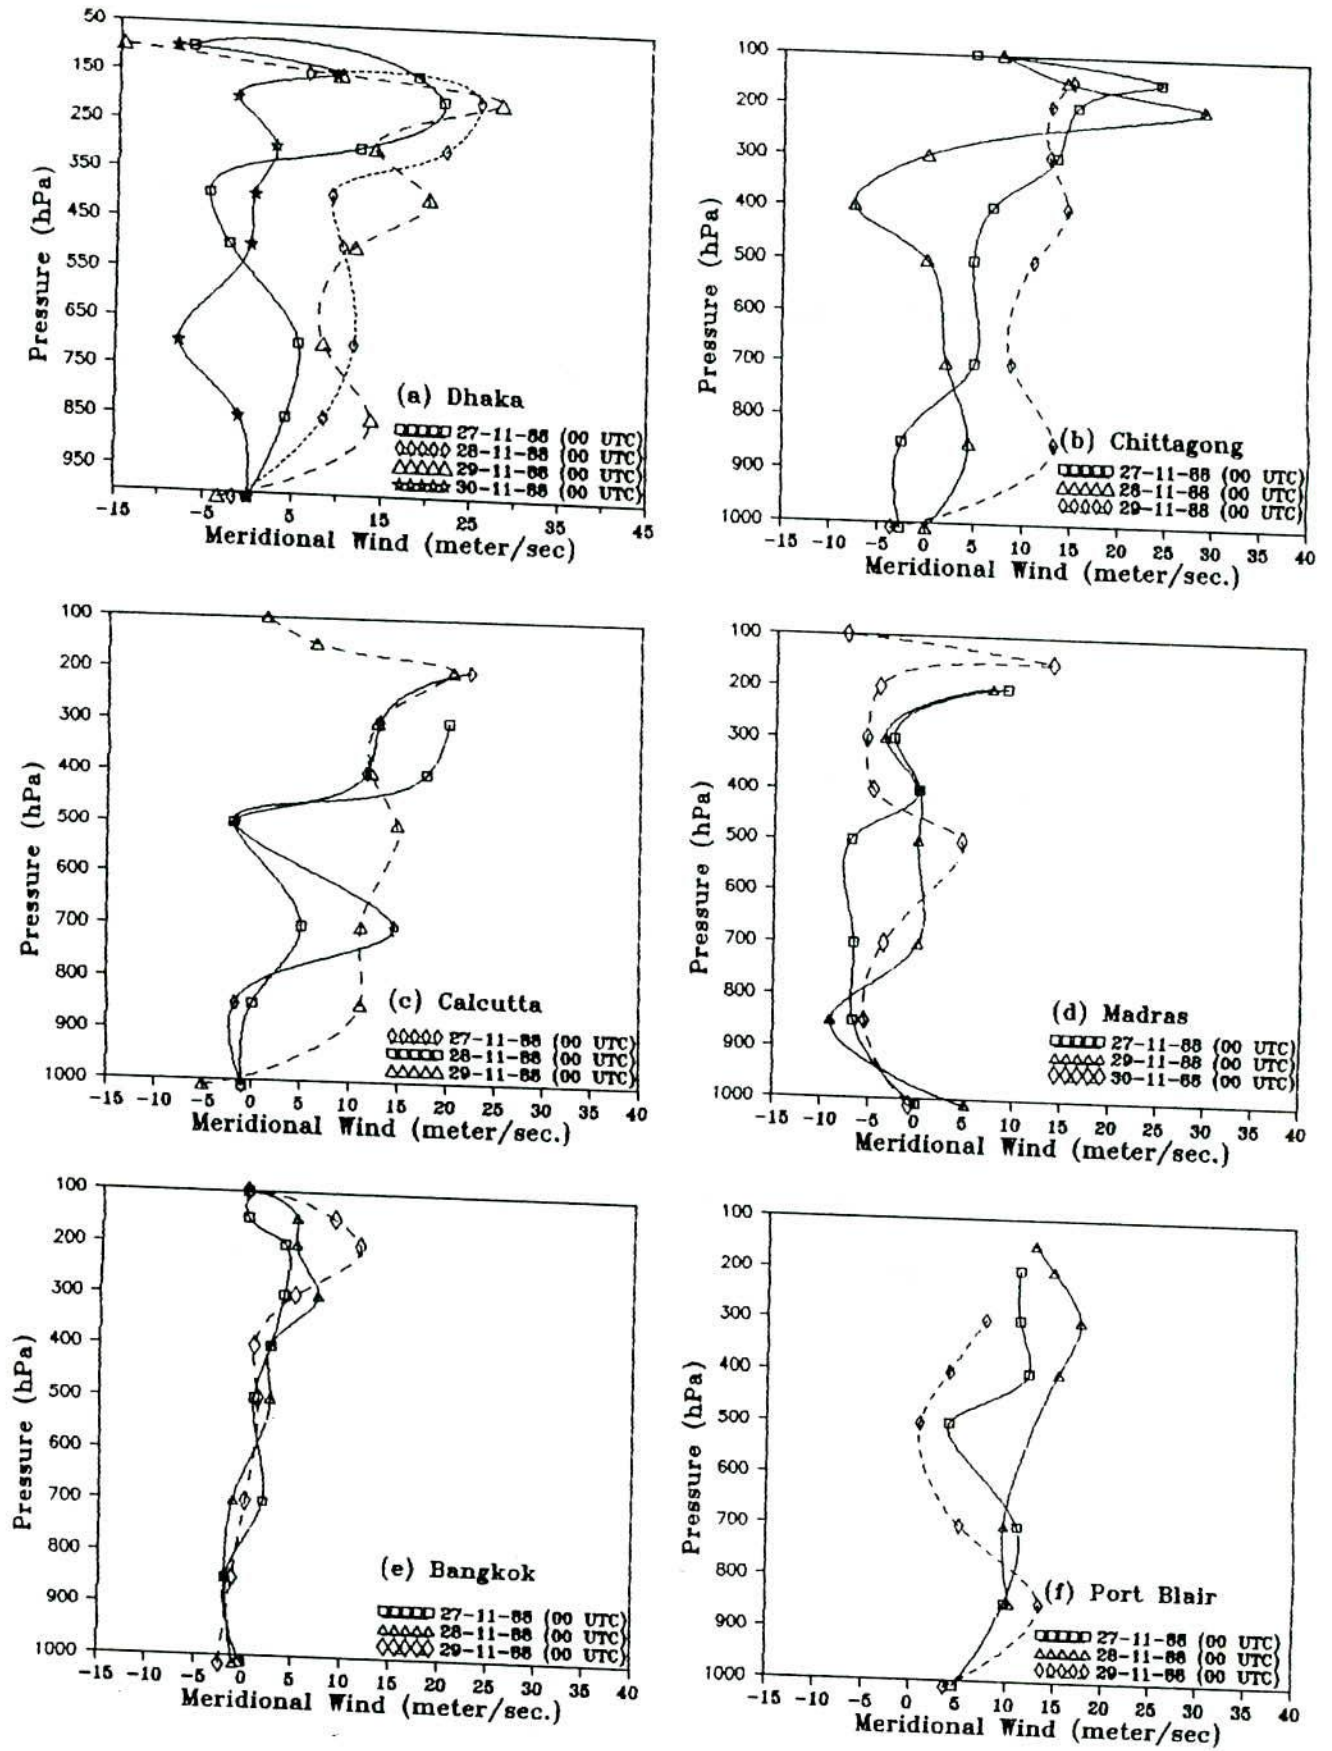 50
150
250
350
450
550
650
750
850
950
Pressure (hPa)
(a) Dhaka
27-11-88 (00 UTC)
28-11-88 (00 UTC)
29-11-88 (00 UTC)
30-11-88 (00 UTC)
-15 -5 5 15 25 35 45
Meridional Wind (meter/sec)
100
200
300
400
500
600
700
800
900
1000
Pressure (hPa)
(b) Chittagong
27-11-88 (00 UTC)
28-11-88 (00 UTC)
29-11-88 (00 UTC)
-15 -10 -5 0 5 10 15 20 25 30 35 40
Meridional Wind (meter/sec.)
100
200
300
400
500
600
700
800
900
1000
Pressure (hPa)
(c) Calcutta
27-11-88 (00 UTC)
28-11-88 (00 UTC)
29-11-88 (00 UTC)
-15 -10 -5 0 5 10 15 20 25 30 35 40
Meridional Wind (meter/sec.)
100
200
300
400
500
600
700
800
900
1000
Pressure (hPa)
(d) Madras
27-11-88 (00 UTC)
29-11-88 (00 UTC)
30-11-88 (00 UTC)
-15 -10 -5 0 5 10 15 20 25 30 35 40
Meridional Wind (meter/sec.)
100
200
300
400
500
600
700
800
900
1000
Pressure (hPa)
(e) Bangkok
27-11-88 (00 UTC)
28-11-88 (00 UTC)
29-11-88 (00 UTC)
-15 -10 -5 0 5 10 15 20 25 30 35 40
Meridional Wind (meter/sec.)
100
200
300
400
500
600
700
800
900
1000
Pressure (hPa)
(f) Port Blair
27-11-88 (00 UTC)
28-11-88 (00 UTC)
29-11-88 (00 UTC)
-15 -10 -5 0 5 10 15 20 25 30 35 40
Meridional Wind (meter/sec)